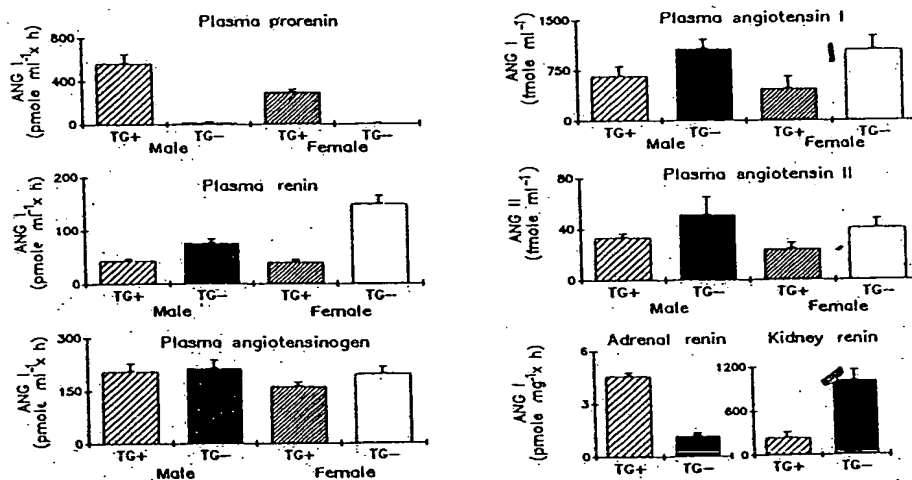 Plasma prorenin
800
400
0
ANG I
(pmole ml⁻¹x h)
TG+ TG-- TG+ TG--
Male Female
Plasma renin
200
100
0
ANG I
(pmole ml⁻¹x h)
TG+ TG-- TG+ TG--
Male Female
Plasma angiotensinogen
300
150
0
ANG I
(pmole ml⁻¹x h)
TG+ TG-- TG+ TG--
Male Female
Plasma angiotensin I
1500
750
0
ANG I
(fmole ml⁻¹)
TG+ TG-- TG+ TG--
Male Female
Plasma angiotensin II
80
40
0
ANG II
(fmole ml⁻¹)
TG+ TG-- TG+ TG--
Male Female
Adrenal renin
6
3
0
ANG I
(pmole mg⁻¹x h)
TG+ TG--
Kidney renin
1200
600
0
TG+ TG--